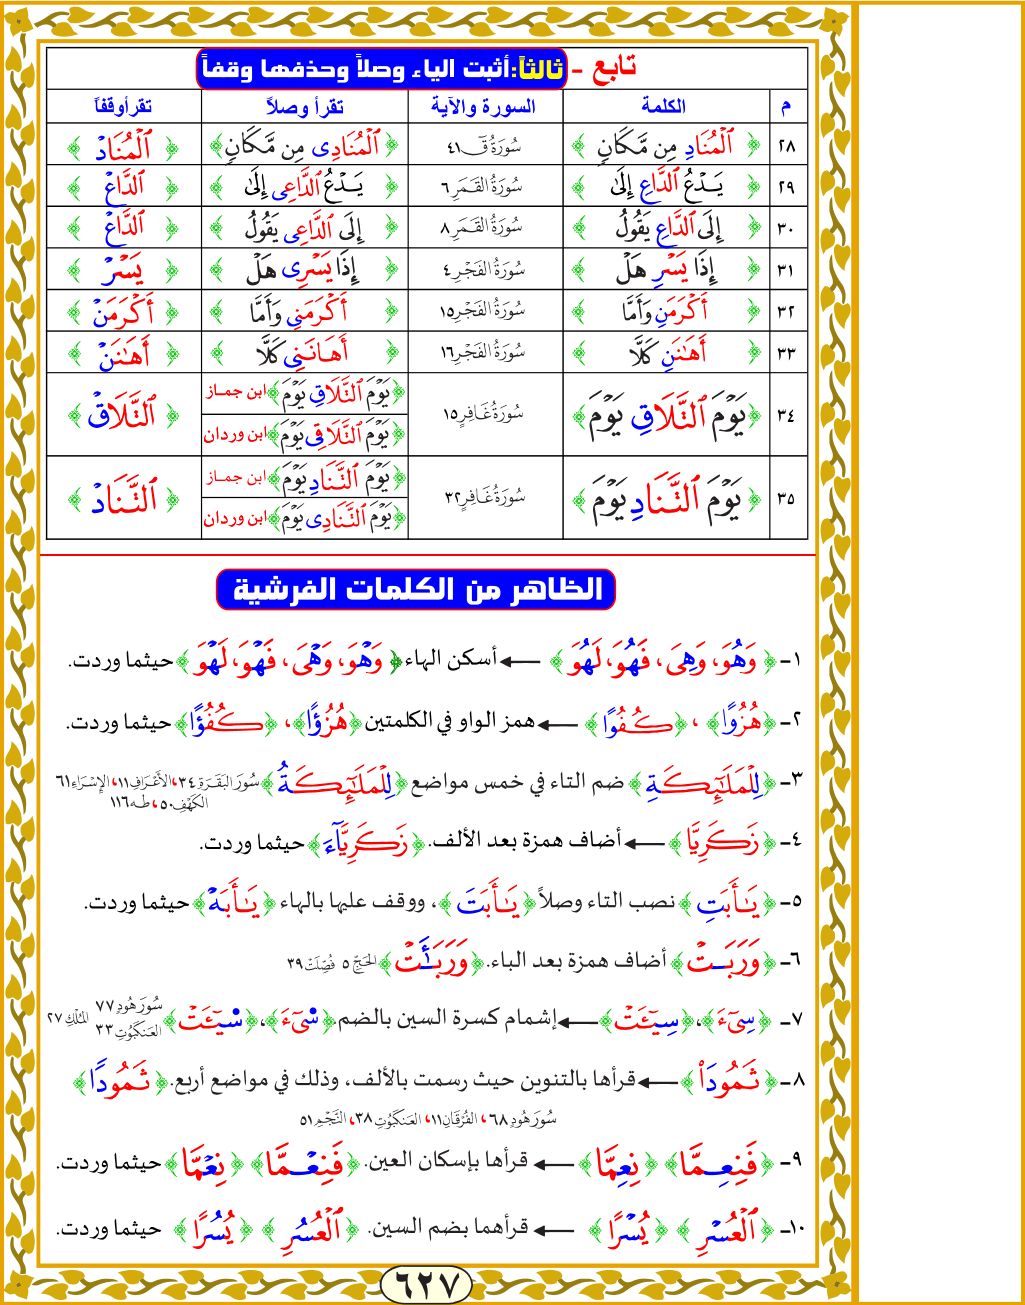 تابع - ثالثاً: أثبت الياء وصلاً وحذفها وقفاً
م الكلمة السورة والآية تقرأ وصلاً تقرأ وقفاً
٢٨ ﴿ٱلْمُنَادِ مِن مَّكَانٍ﴾ سُورَةُ قٓ ٤١ ﴿ٱلْمُنَادِى مِن مَّكَانٍ﴾ ﴿ٱلْمُنَادْ﴾
٢٩ ﴿يَدْعُ ٱلدَّاعِ إِلَىٰ﴾ سُورَةُ القَمَرِ ٦ ﴿يَدْعُ ٱلدَّاعِى إِلَىٰ﴾ ﴿ٱلدَّاعْ﴾
٣٠ ﴿إِلَى ٱلدَّاعِ يَقُولُ﴾ سُورَةُ القَمَرِ ٨ ﴿إِلَى ٱلدَّاعِى يَقُولُ﴾ ﴿ٱلدَّاعْ﴾
٣١ ﴿إِذَا يَسْرِ هَلْ﴾ سُورَةُ الفَجْرِ ٤ ﴿إِذَا يَسْرِى هَلْ﴾ ﴿يَسْرْ﴾
٣٢ ﴿أَكْرَمَنِ وَأَمَّا﴾ سُورَةُ الفَجْرِ ١٥ ﴿أَكْرَمَنِى وَأَمَّا﴾ ﴿أَكْرَمَنْ﴾
٣٣ ﴿أَهَٰنَنِ كَلَّا﴾ سُورَةُ الفَجْرِ ١٦ ﴿أَهَانَنِى كَلَّا﴾ ﴿أَهَٰنَنْ﴾
٣٤ ﴿يَوْمَ ٱلتَّلَاقِ يَوْمَ﴾ سُورَةُ غَافِرٍ ١٥ ﴿يَوْمَ ٱلتَّلَاقِ يَوْمَ﴾ ابن جماز ﴿ٱلتَّلَاقْ﴾
﴿يَوْمَ ٱلتَّلَاقِى يَوْمَ﴾ ابن وردان
٣٥ ﴿يَوْمَ ٱلتَّنَادِ يَوْمَ﴾ سُورَةُ غَافِرٍ ٣٢ ﴿يَوْمَ ٱلتَّنَادِ يَوْمَ﴾ ابن جماز ﴿ٱلتَّنَادْ﴾
﴿يَوْمَ ٱلتَّنَادِى يَوْمَ﴾ ابن وردان
الظاهر من الكلمات الفرشية
١- ﴿وَهُوَ، وَهِىَ، فَهُوَ، لَهُوَ﴾ ← أسكن الهاء ﴿وَهْوَ، وَهْىَ، فَهْوَ، لَهْوَ﴾ حيثما وردت.
٢- ﴿هُزُوًا﴾، ﴿كُفُوًا﴾ ← همز الواو في الكلمتين ﴿هُزُؤًا﴾، ﴿كُفُؤًا﴾ حيثما وردت.
٣- ﴿لِلْمَلَٰٓئِكَةِ﴾ ضم التاء في خمس مواضع ﴿لِلْمَلَٰٓئِكَةُ﴾ سُورَ البَقَرَةِ ٣٤، الأَعْرَافِ ١١، الإِسْرَاءِ ٦١
الكَهْفِ ٥٠، طه ١١٦
٤- ﴿زَكَرِيَّا﴾ ← أضاف همزة بعد الألف. ﴿زَكَرِيَّآءَ﴾ حيثما وردت.
٥- ﴿يَٰٓأَبَتِ﴾ نصب التاء وصلاً ﴿يَٰٓأَبَتَ﴾، ووقف عليها بالهاء ﴿يَٰٓأَبَهْ﴾ حيثما وردت.
٦- ﴿وَرَبَتْ﴾ أضاف همزة بعد الباء. ﴿وَرَبَأَتْ﴾ الحَجِّ ٥ فُصِّلَتْ ٣٩
٧- ﴿سِىٓءَ﴾، ﴿سِيٓـَٔتْ﴾ ← إشمام كسرة السين بالضم. ﴿سِىٓءَ﴾، ﴿سِيٓـَٔتْ﴾ سُورَ هُودٍ ٧٧ المُلْكِ ٢٧
العَنكَبُوتِ ٣٣
٨- ﴿ثَمُودَا۟﴾ ← قرأها بالتنوين حيث رسمت بالألف، وذلك في مواضع أربع. ﴿ثَمُودًا﴾
سُورَ هُودٍ ٦٨، الفُرْقَانِ ١١، العَنكَبُوتِ ٣٨، النَّجْمِ ٥١
٩- ﴿فَنِعِمَّا﴾ ﴿نِعِمَّا﴾ ← قرأها بإسكان العين. ﴿فَنِعْمَّا﴾ ﴿نِعْمَّا﴾ حيثما وردت.
١٠- ﴿ٱلْعُسْرِ﴾ ﴿يُسْرًا﴾ ← قرأهما بضم السين. ﴿ٱلْعُسُرِ﴾ ﴿يُسُرًا﴾ حيثما وردت.
٦٢٧